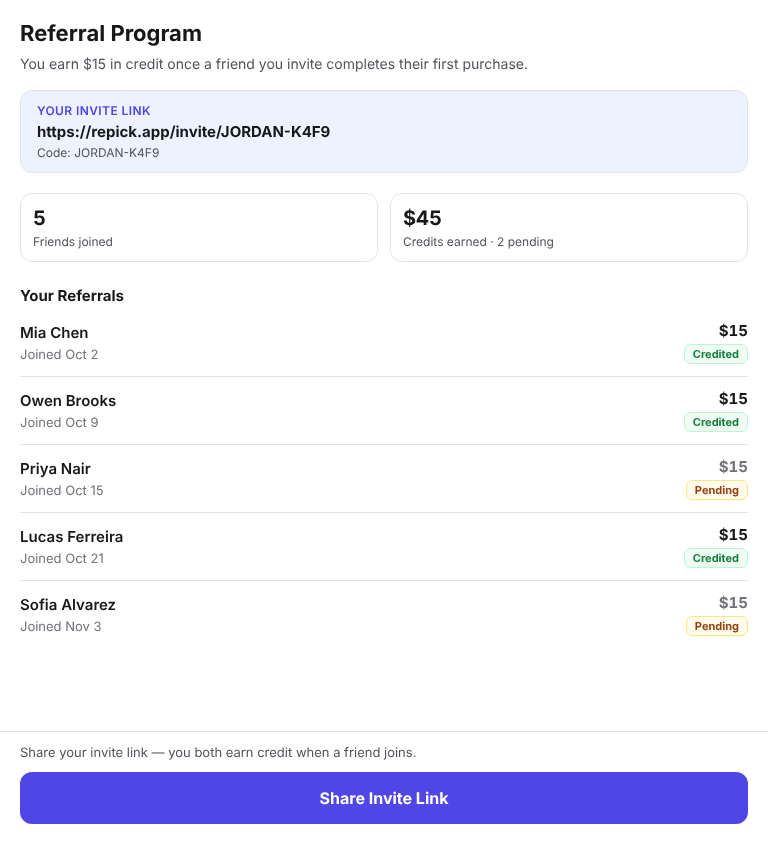 Referral Program
You earn $15 in credit once a friend you invite completes their first purchase.
YOUR INVITE LINK
https://repick.app/invite/JORDAN-K4F9
Code: JORDAN-K4F9
5
Friends joined
$45
Credits earned · 2 pending
Your Referrals
Mia Chen
$15
Joined Oct 2
Credited
Owen Brooks
$15
Joined Oct 9
Credited
Priya Nair
$15
Joined Oct 15
Pending
Lucas Ferreira
$15
Joined Oct 21
Credited
Sofia Alvarez
$15
Joined Nov 3
Pending
Share your invite link — you both earn credit when a friend joins.
Share Invite Link